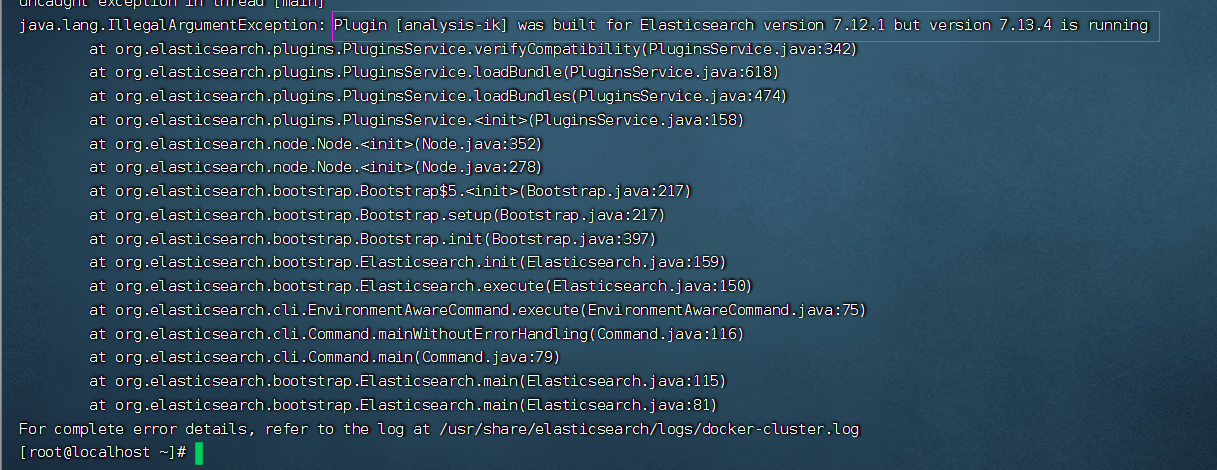 uncaught exception in thread [main]
java.lang.IllegalArgumentException: Plugin [analysis-ik] was built for Elasticsearch version 7.12.1 but version 7.13.4 is running
at org.elasticsearch.plugins.PluginsService.verifyCompatibility(PluginsService.java:342)
at org.elasticsearch.plugins.PluginsService.loadBundle(PluginsService.java:618)
at org.elasticsearch.plugins.PluginsService.loadBundles(PluginsService.java:474)
at org.elasticsearch.plugins.PluginsService.<init>(PluginsService.java:158)
at org.elasticsearch.node.Node.<init>(Node.java:352)
at org.elasticsearch.node.Node.<init>(Node.java:278)
at org.elasticsearch.bootstrap.Bootstrap$5.<init>(Bootstrap.java:217)
at org.elasticsearch.bootstrap.Bootstrap.setup(Bootstrap.java:217)
at org.elasticsearch.bootstrap.Bootstrap.init(Bootstrap.java:397)
at org.elasticsearch.bootstrap.Elasticsearch.init(Elasticsearch.java:159)
at org.elasticsearch.bootstrap.Elasticsearch.execute(Elasticsearch.java:150)
at org.elasticsearch.cli.EnvironmentAwareCommand.execute(EnvironmentAwareCommand.java:75)
at org.elasticsearch.cli.Command.mainWithoutErrorHandling(Command.java:116)
at org.elasticsearch.cli.Command.main(Command.java:79)
at org.elasticsearch.bootstrap.Elasticsearch.main(Elasticsearch.java:115)
at org.elasticsearch.bootstrap.Elasticsearch.main(Elasticsearch.java:81)
For complete error details, refer to the log at /usr/share/elasticsearch/logs/docker-cluster.log
[root@localhost ~]#